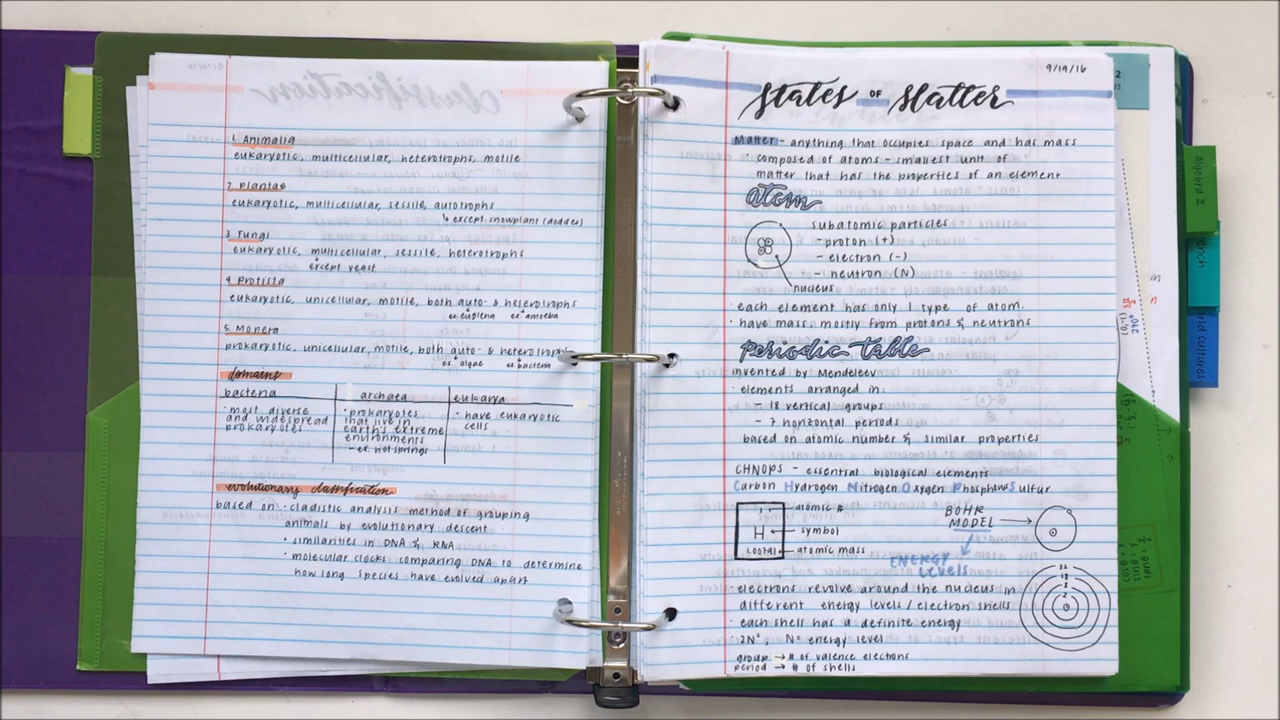 1. Animalia
eukaryotic, multicellular, heterotrophs, motile
2. Plantae
eukaryotic, multicellular, sessile, autotrophs
↳ except snowplant (dodder)
3. Fungi
eukaryotic, multicellular, sessile, heterotrophs
except yeast
4. Protista
eukaryotic, unicellular, motile, both auto- & heterotrophs
ex. euglena ex. amoeba
5. Monera
prokaryotic, unicellular, motile, both auto- & heterotrophs
ex. algae ex. bacteria
domains
bacteria archaea eukarya
· most diverse and widespread prokaryotes
· prokaryotes that live in earth's extreme environments
- ex. hot springs
· have eukaryotic cells
evolutionary classification
based on: · cladistic analysis method of grouping
animals by evolutionary descent
· similarities in DNA & RNA
· molecular clocks: comparing DNA to determine
how long species have evolved apart
9/19/16
States OF Matter
Matter - anything that occupies space and has mass
· composed of atoms - smallest unit of
matter that has the properties of an element
atom
subatomic particles
- proton (+)
- electron (-)
- neutron (N)
nucleus
· each element has only 1 type of atom.
· have mass, mostly from protons & neutrons
periodic table
invented by Mendeleev
· elements arranged in:
- 18 vertical groups
- 7 horizontal periods
based on atomic number & similar properties
CHNOPS - essential biological elements
Carbon Hydrogen Nitrogen Oxygen Phosphorus Sulfur
1 atomic #
H symbol
1.00794 atomic mass
BOHR
MODEL
ENERGY
LEVELS
electrons revolve around the nucleus in
different energy levels / electron shells
· each shell has a definite energy
· 2N², N = energy level
group → # of valence electrons
period → # of shells
2
Algebra II
ench
rld cultures